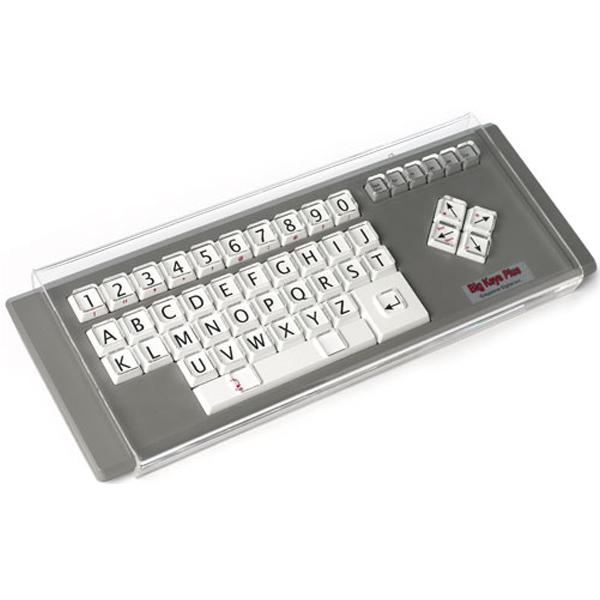 1 2 3 4 5 6 7 8 9 0
A B C D E F G H I J
K L M N O P Q R S T
U V W X Y Z
Big Keys Plus